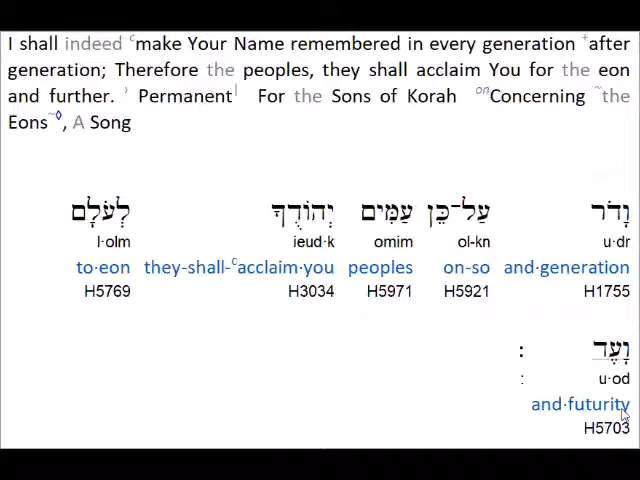 I shall indeed ᶜmake Your Name remembered in every generation ⁺after
generation; Therefore the peoples, they shall acclaim You for the eon
and further. ʾ Permanent| For the Sons of Korah ᵒⁿConcerning ~the
Eons~◊, A Song
וָדֹר עַל־כֵּן עַמִּים יְהוֹדֻךָ לְעֹלָם
u·dr ol-kn omim ieud·k l·olm
and·generation on-so peoples they-shall-ᶜacclaim·you to·eon
H1755 H5921 H5971 H3034 H5769
וָעֶד :
u·od :
and·futurity
H5703